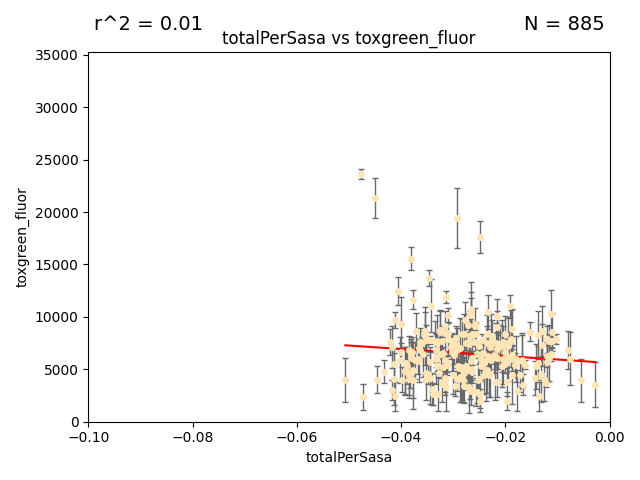 r^2 = 0.01
N = 885
totalPerSasa vs toxgreen_fluor
35000
30000
25000
20000
15000
10000
5000
0
toxgreen_fluor
−0.10
−0.08
−0.06
−0.04
−0.02
0.00
totalPerSasa